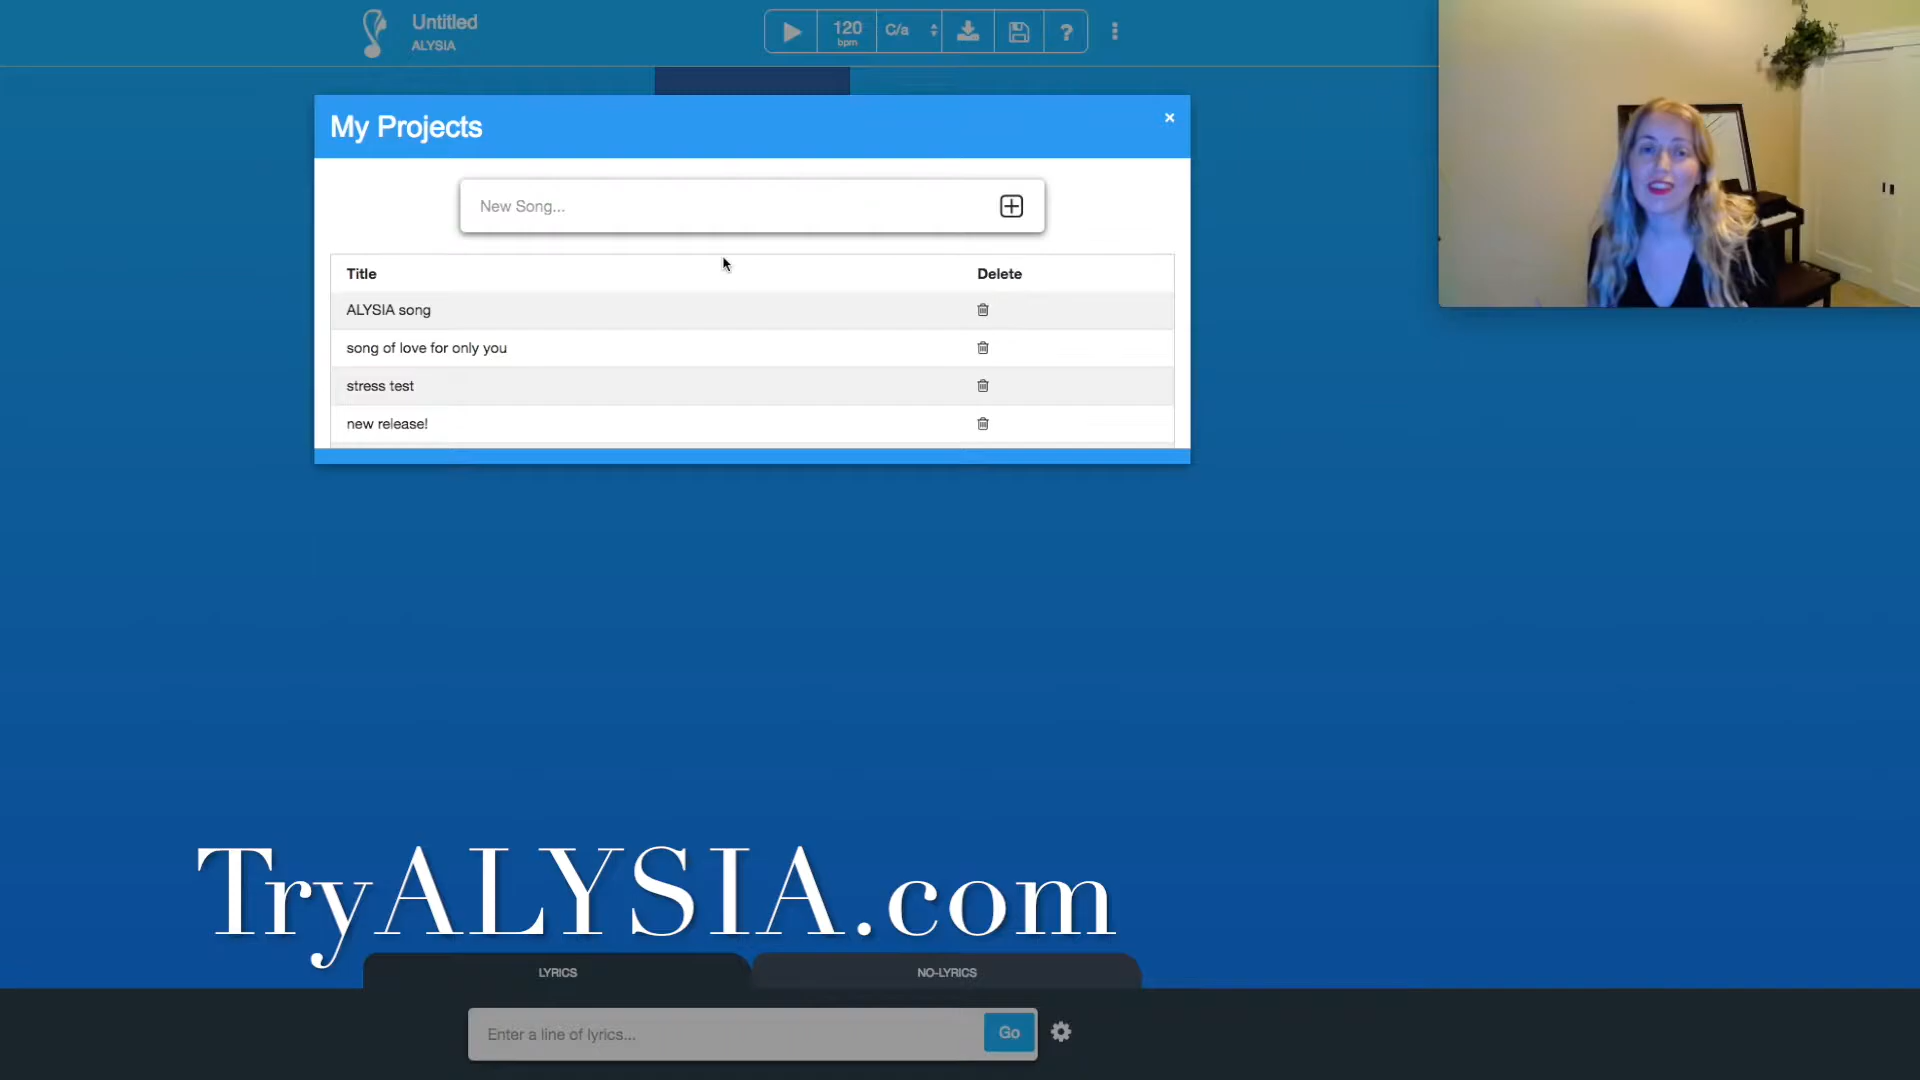 Untitled
ALYSIA
120
bpm
C/a
?
My Projects
×
New Song...
Title
Delete
ALYSIA song
song of love for only you
stress test
new release!
TryALYSIA.com
LYRICS
NO-LYRICS
Enter a line of lyrics...
Go